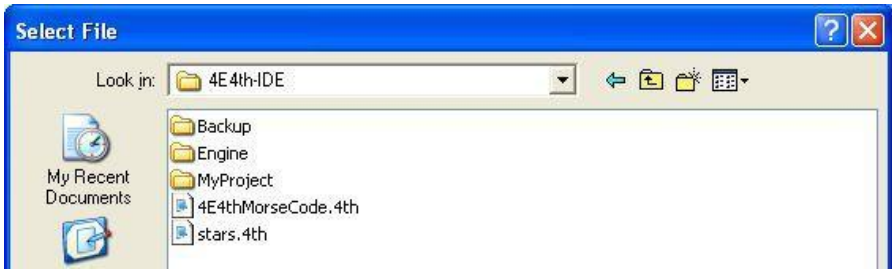 Select File
Look in: 4E4th-IDE
Backup
Engine
MyProject
4E4thMorseCode.4th
stars.4th
My Recent
Documents